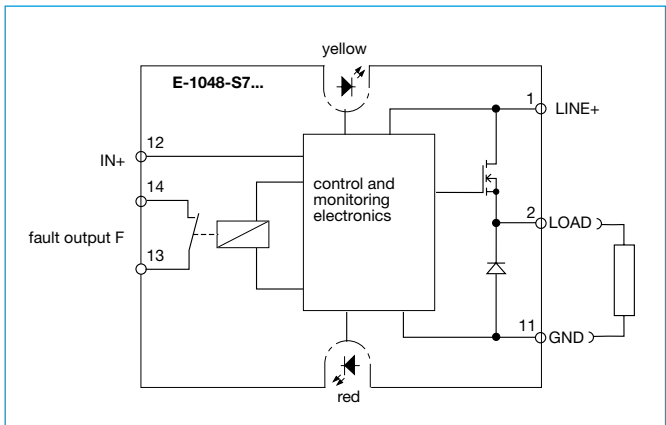 yellow
E-1048-S7...
1 LINE+
12
IN+
14
control and
monitoring
electronics
2 LOAD
fault output F
13
11 GND
red